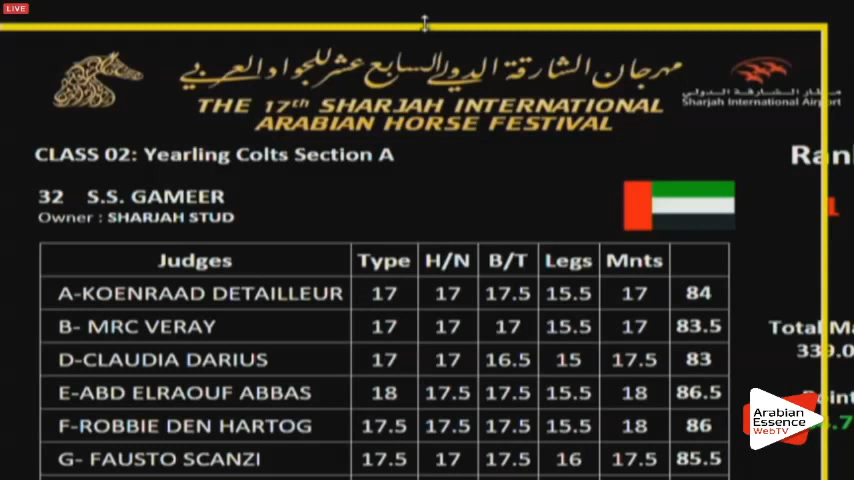 LIVE
مهرجان الشارقة الدولي السابع عشر للجواد العربي
THE 17th SHARJAH INTERNATIONAL
ARABIAN HORSE FESTIVAL
مطار الشارقة الدولي
Sharjah International Airport
CLASS 02: Yearling Colts Section A
32 S.S. GAMEER
Owner : SHARJAH STUD
1
Judges Type H/N B/T Legs Mnts
A-KOENRAAD DETAILLEUR 17 17 17.5 15.5 17 84
B- MRC VERAY 17 17 17 15.5 17 83.5
D-CLAUDIA DARIUS 17 17 16.5 15 17.5 83
E-ABD ELRAOUF ABBAS 18 17.5 17.5 15.5 18 86.5
F-ROBBIE DEN HARTOG 17.5 17.5 17.5 15.5 18 86
G- FAUSTO SCANZI 17.5 17 17.5 16 17.5 85.5
Total
339.0
Arabian
Essence
WebTV